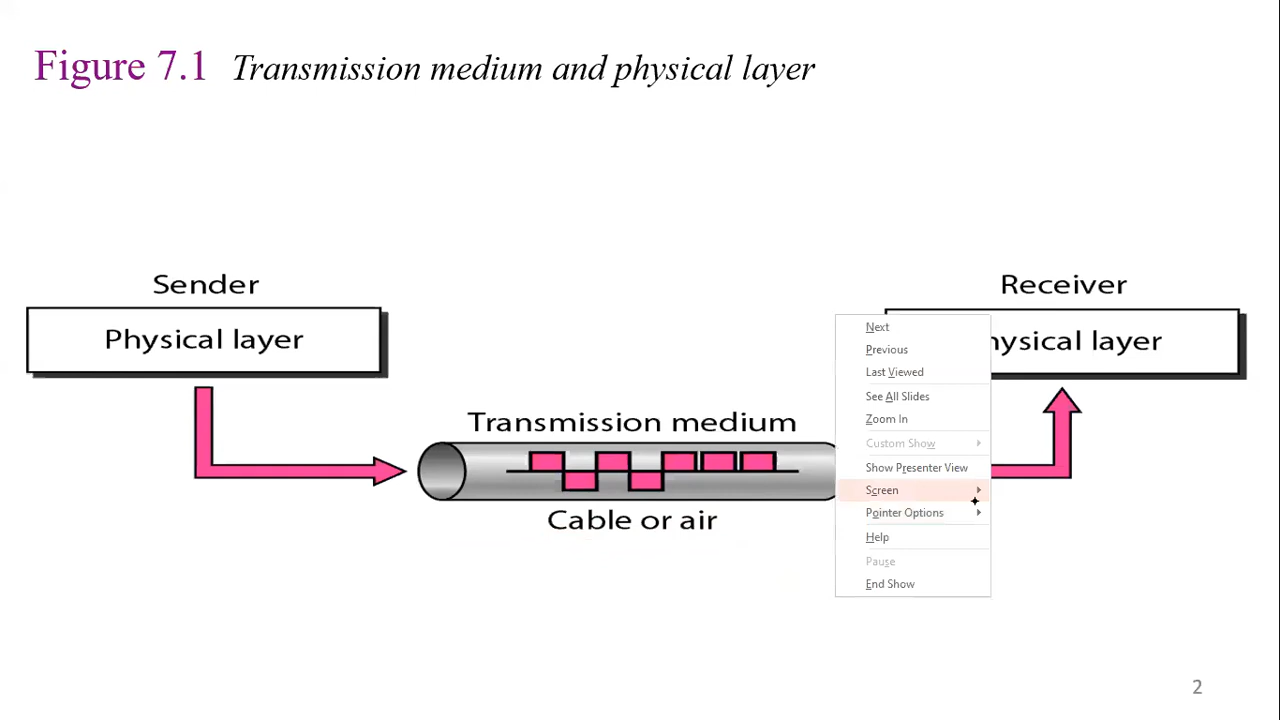 Figure 7.1 Transmission medium and physical layer
Sender
Receiver
Physical layer
hysical layer
Transmission medium
Cable or air
Next
Previous
Last Viewed
See All Slides
Zoom In
Custom Show
Show Presenter View
Screen
Pointer Options
Help
Pause
End Show
2